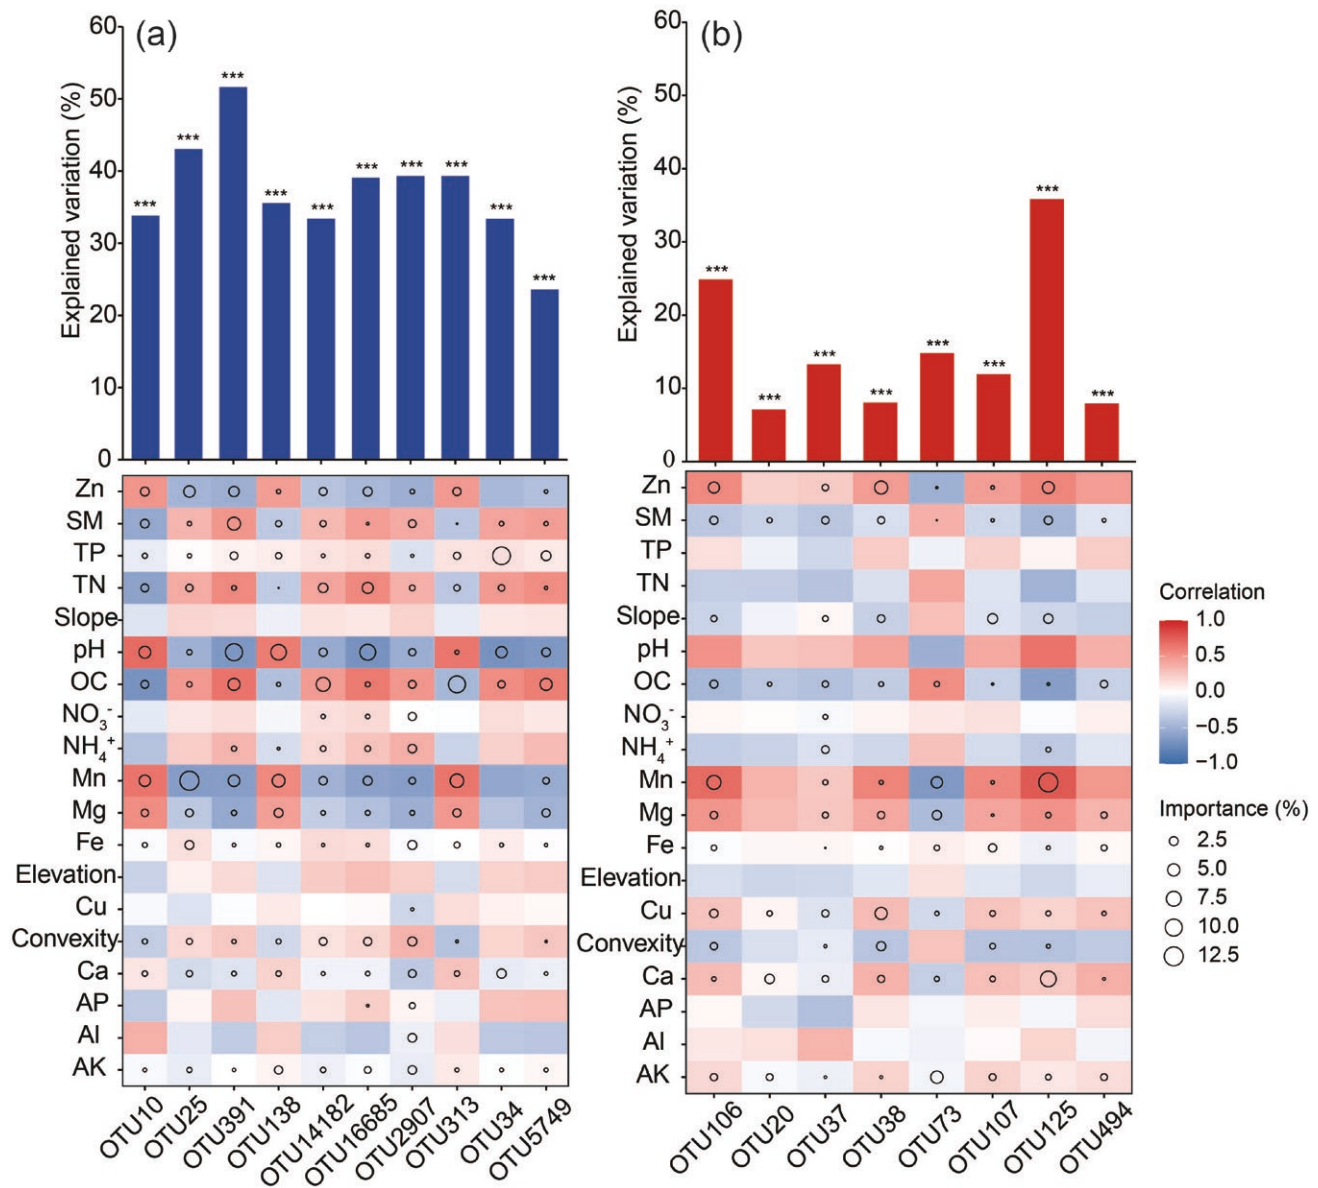 (a)
60
50
40
30
20
10
0
Explained variation (%)
***
***
***
***
***
***
***
***
***
***
Zn
SM
TP
TN
Slope
pH
OC
NO3-
NH4+
Mn
Mg
Fe
Elevation
Cu
Convexity
Ca
AP
Al
AK
OTU10
OTU25
OTU391
OTU138
OTU14182
OTU16685
OTU2907
OTU313
OTU34
OTU5749
(b)
60
50
40
30
20
10
0
Explained variation (%)
***
***
***
***
***
***
***
***
Zn
SM
TP
TN
Slope
pH
OC
NO3-
NH4+
Mn
Mg
Fe
Elevation
Cu
Convexity
Ca
AP
Al
AK
OTU106
OTU20
OTU37
OTU38
OTU73
OTU107
OTU125
OTU494
Correlation
1.0
0.5
0.0
−0.5
−1.0
Importance (%)
2.5
5.0
7.5
10.0
12.5